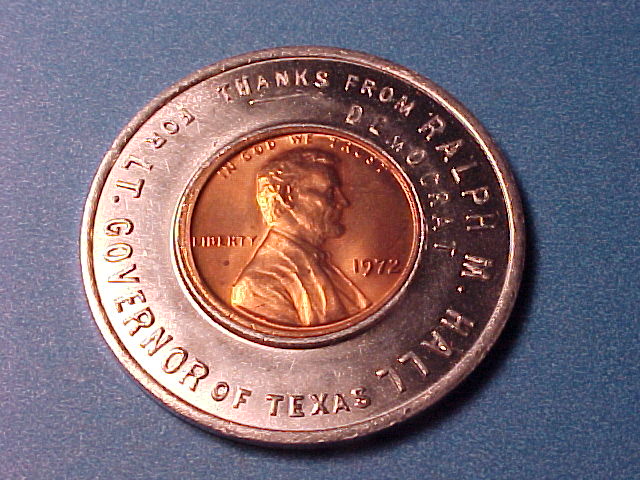 THANKS FROM RALPH M. HALL
DEMOCRAT
FOR LT. GOVERNOR OF TEXAS
IN GOD WE TRUST
LIBERTY
1972